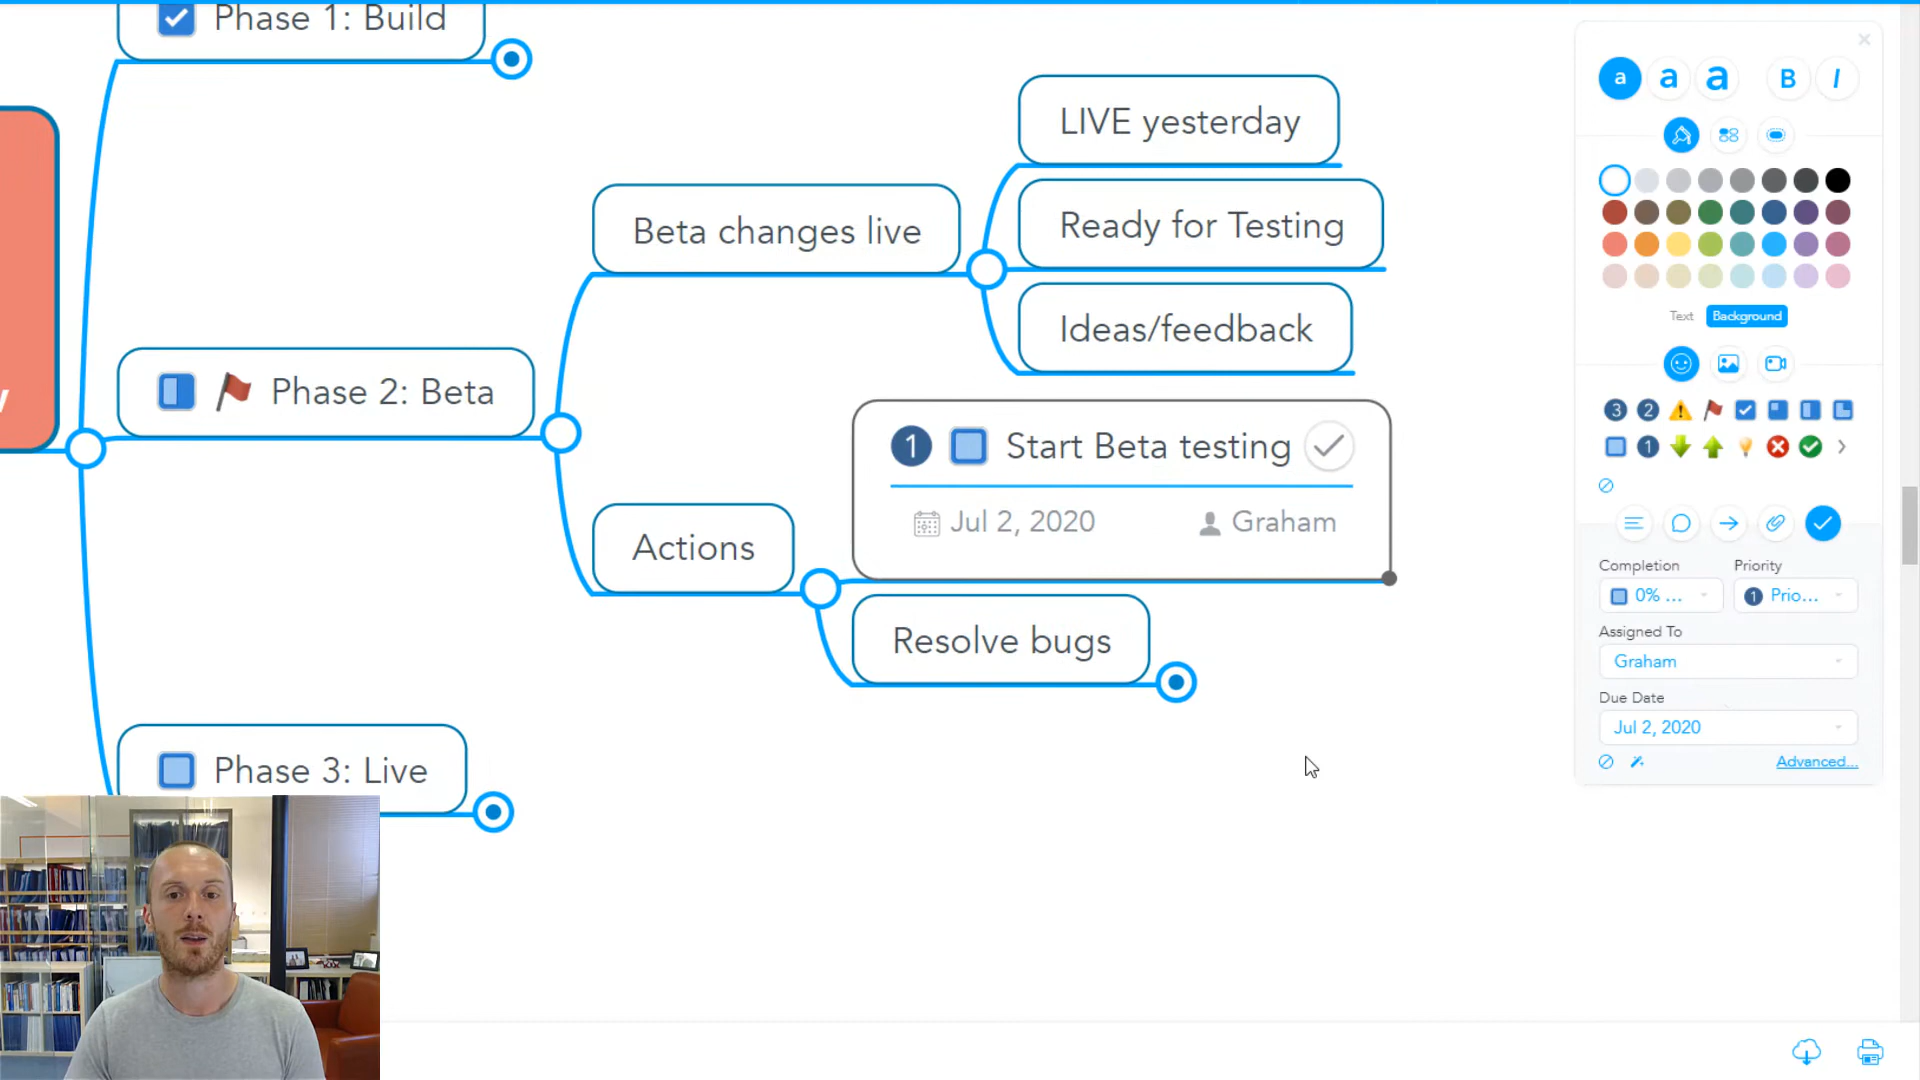 Phase 1: Build
LIVE yesterday
Beta changes live
Ready for Testing
Ideas/feedback
Phase 2: Beta
1 Start Beta testing
Jul 2, 2020 Graham
Actions
Resolve bugs
Phase 3: Live
y
a a a B I
Text Background
3 2
1
Completion Priority
0% ... 1 Prio...
Assigned To
Graham
Due Date
Jul 2, 2020
Advanced...